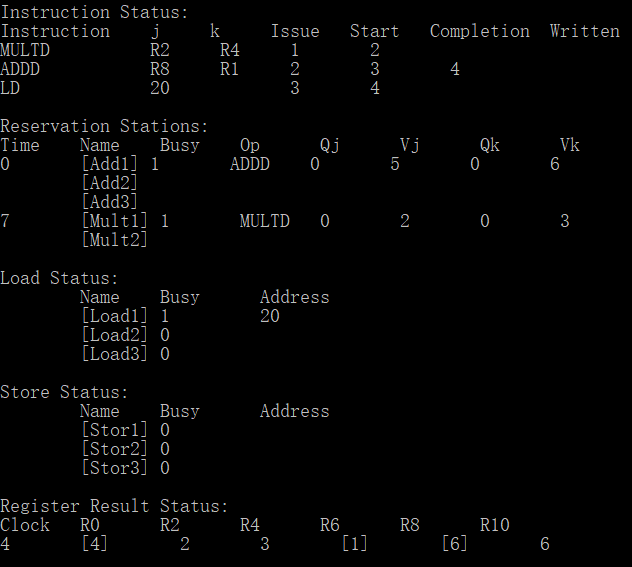 Instruction Status:
Instruction j k Issue Start Completion Written
MULTD R2 R4 1 2
ADDD R8 R1 2 3 4
LD 20 3 4
Reservation Stations:
Time Name Busy Op Qj Vj Qk Vk
0 [Add1] 1 ADDD 0 5 0 6
[Add2]
[Add3]
7 [Mult1] 1 MULTD 0 2 0 3
[Mult2]
Load Status:
Name Busy Address
[Load1] 1 20
[Load2] 0
[Load3] 0
Store Status:
Name Busy Address
[Stor1] 0
[Stor2] 0
[Stor3] 0
Register Result Status:
Clock R0 R2 R4 R6 R8 R10
4 [4] 2 3 [1] [6] 6